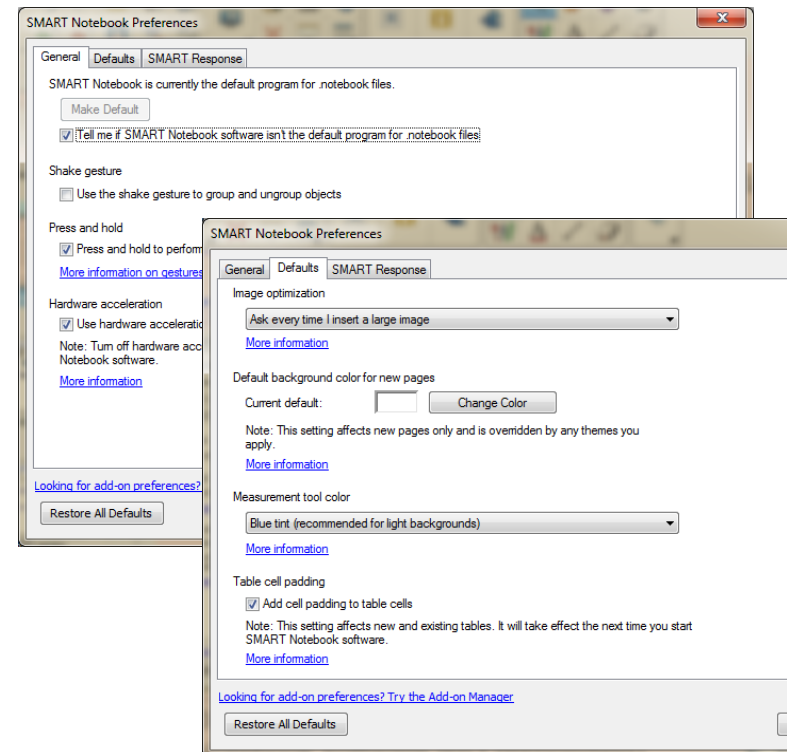 SMART Notebook Preferences
General Defaults SMART Response
SMART Notebook is currently the default program for .notebook files.
Make Default
Tell me if SMART Notebook software isn't the default program for .notebook files
Shake gesture
Use the shake gesture to group and ungroup objects
Press and hold
Press and hold to perform
More information on gestures
Hardware acceleration
Use hardware
Note: Turn off hardware
Notebook software.
More information
Looking for add-on preferences?
Restore All Defaults
SMART Notebook Preferences
General Defaults SMART Response
Image optimization
Ask every time I insert a large image
More information
Default background color for new pages
Current default:
Change Color
Note: This setting affects new pages only and is overridden by any themes you
apply.
More information
Measurement tool color
Blue tint (recommended for light backgrounds)
More information
Table cell padding
Add cell padding to table cells
Note: This setting affects new and existing tables. It will take effect the next time you start
SMART Notebook software.
More information
Looking for add-on preferences? Try the Add-on Manager
Restore All Defaults